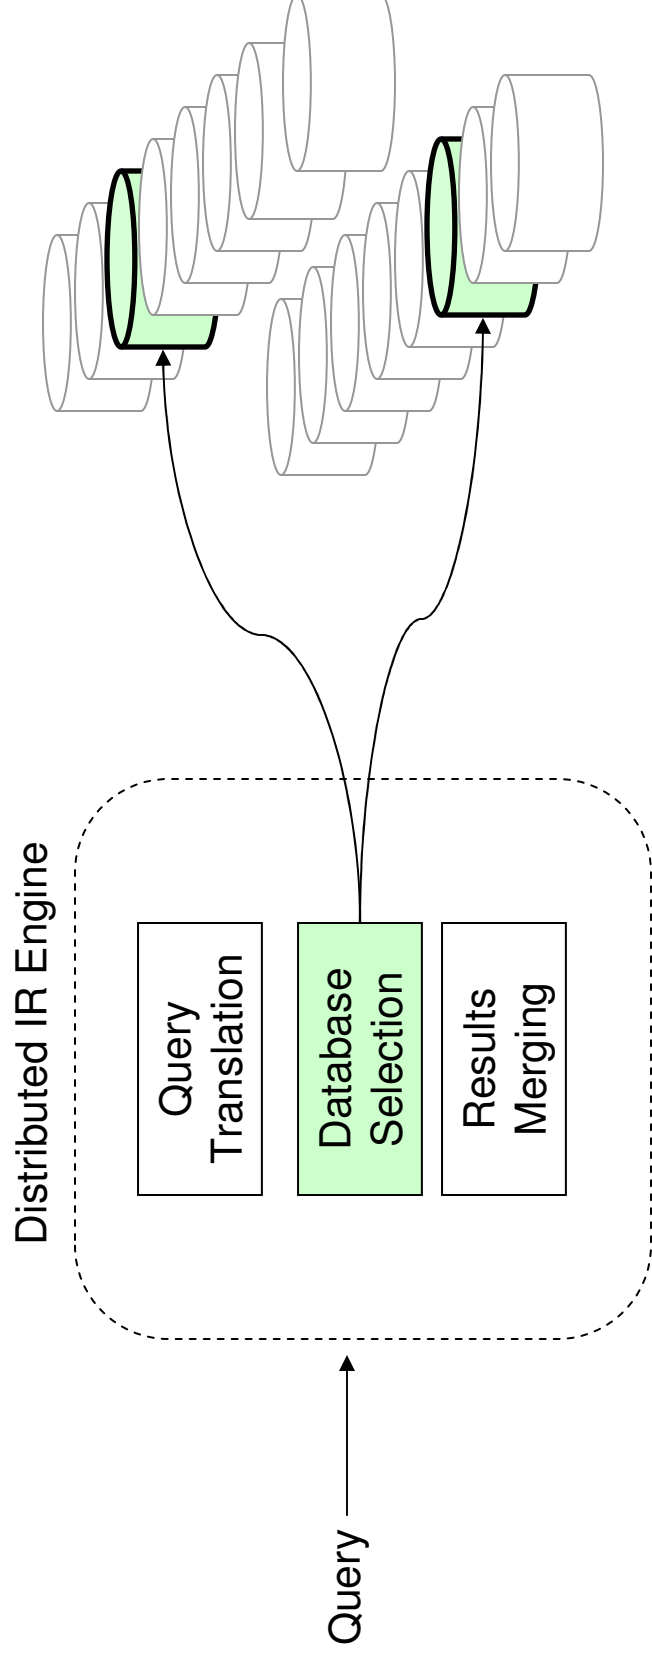 Distributed IR Engine
Query
Translation
Database
Selection
Results
Merging
Query